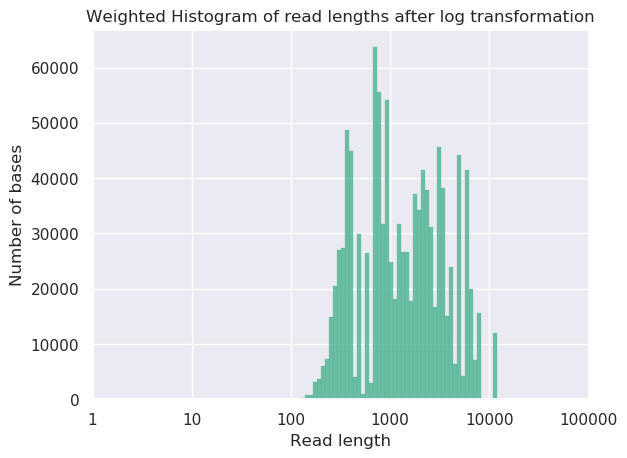 Weighted Histogram of read lengths after log transformation
Number of bases
60000
50000
40000
30000
20000
10000
0
1 10 100 1000 10000 100000
Read length